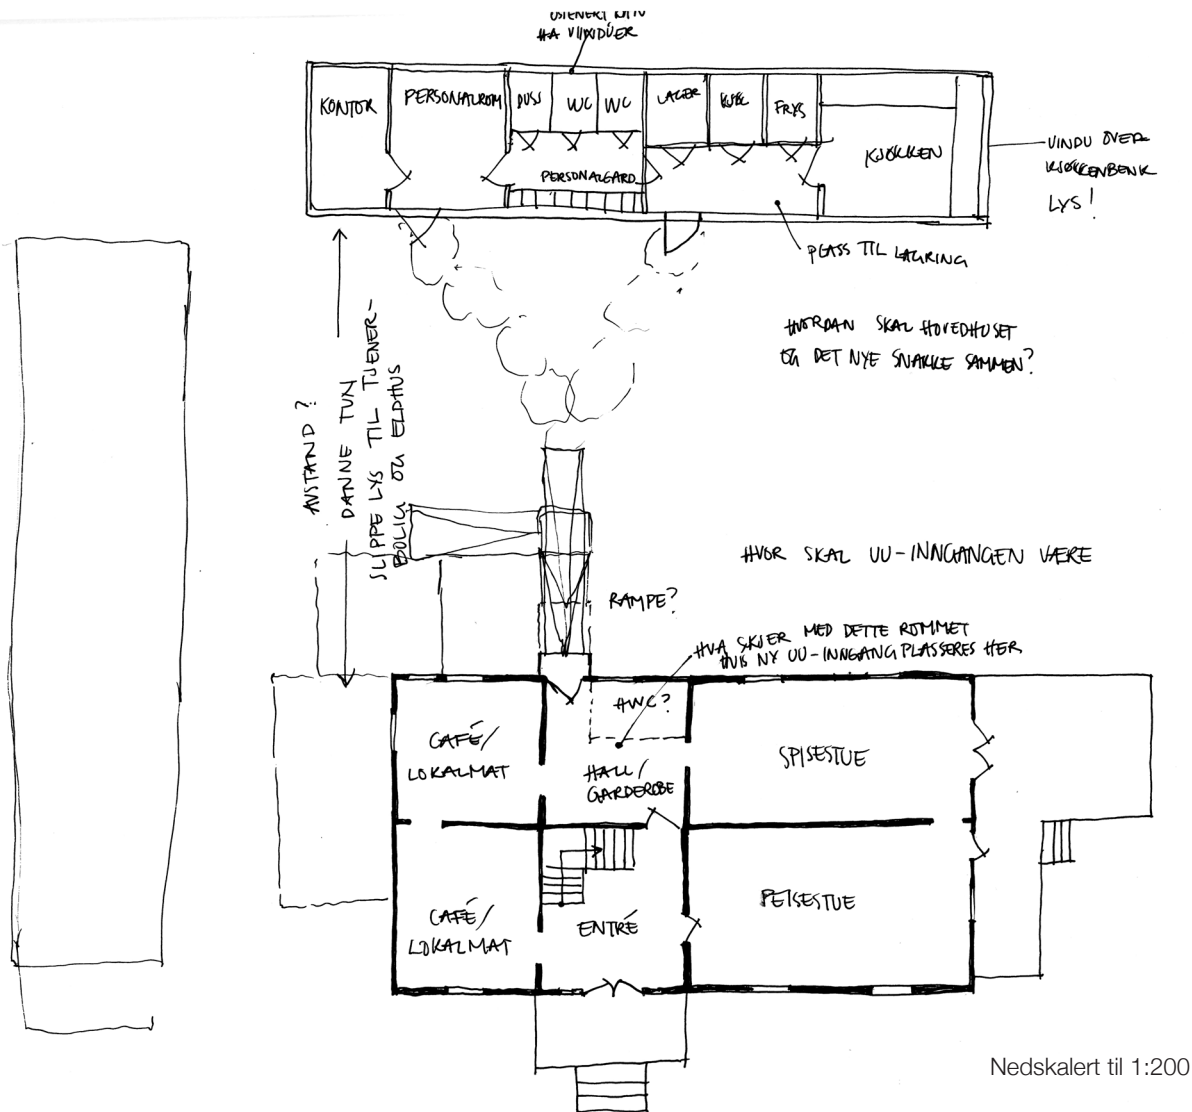 HA VINDUER
KONTOR
PERSONALROM
DUSJ
WC
WC
LAGER
KJØL
FRYS
KJØKKEN
PERSONALGARD
VINDU OVER
KJØKKENBENK
LYS!
PLASS TIL LAGRING
HVORDAN SKAL HOVEDHUSET
OG DET NYE SNAKKE SAMMEN?
AVSTAND?
DANNE TUN
SLIPPE LYS TIL TJENER-
BOLIG OG ELDHUS
HVOR SKAL UU-INNGANGEN VÆRE
RAMPE?
HVA SKJER MED DETTE ROMMET
HVIS NY UU-INNGANG PLASSERES HER
HWC?
CAFÉ/
LOKALMAT
HALL/
GARDEROBE
SPISESTUE
CAFÉ/
LOKALMAT
ENTRÉ
PEISESTUE
Nedskalert til 1:200